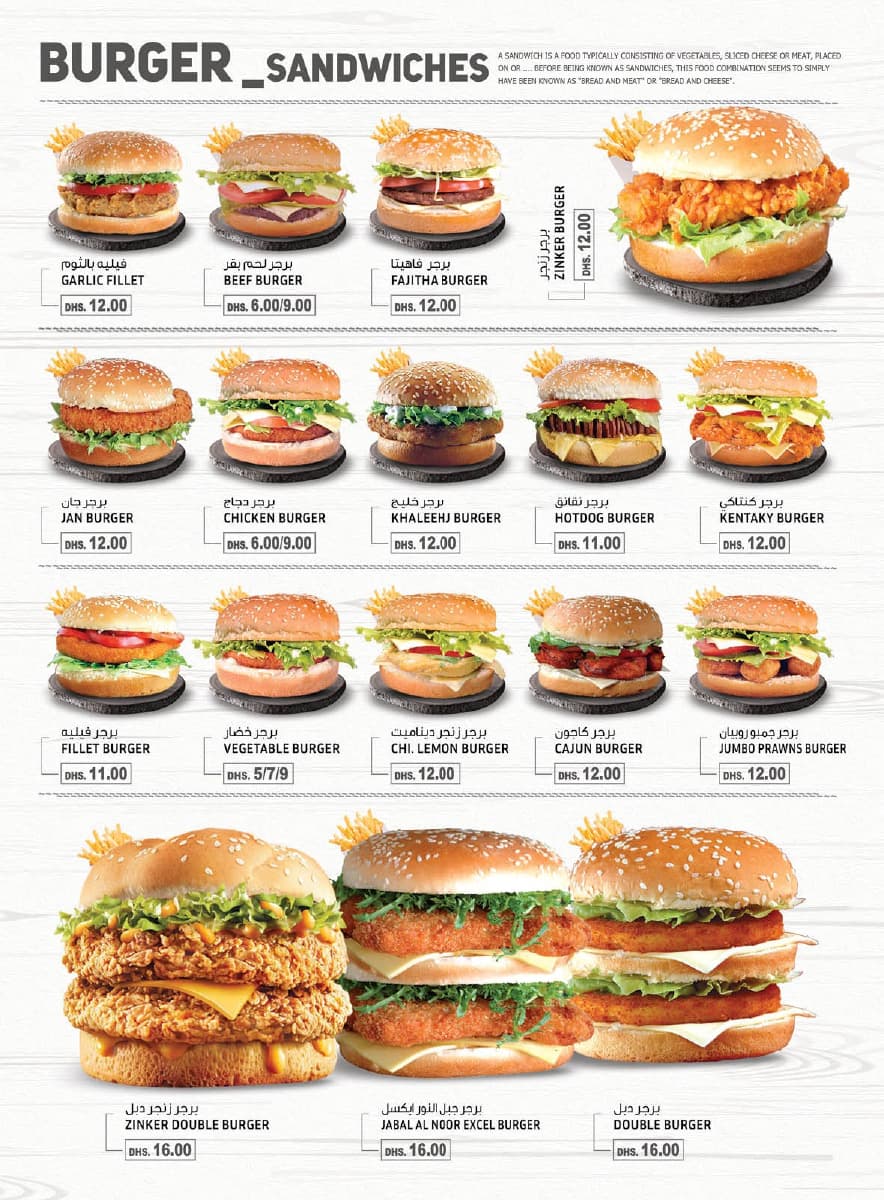 BURGER _SANDWICHES
A SANDWICH IS A FOOD TYPICALLY CONSISTING OF VEGETABLES, SLICED CHEESE OR MEAT, PLACED
ON OR .... BEFORE BEING KNOWN AS SANDWICHES, THIS FOOD COMBINATION SEEMS TO SIMPLY
HAVE BEEN KNOWN AS "BREAD AND MEAT" OR "BREAD AND CHEESE".
فيليه بالثوم
GARLIC FILLET
DHS. 12.00
برجر لحم بقر
BEEF BURGER
DHS. 6.00/9.00
برجر فاهيتا
FAJITHA BURGER
DHS. 12.00
برجر زنجر
ZINKER BURGER
DHS. 12.00
برجر جان
JAN BURGER
DHS. 12.00
برجر دجاج
CHICKEN BURGER
DHS. 6.00/9.00
برجر خليج
KHALEEHJ BURGER
DHS. 12.00
برجر نقانق
HOTDOG BURGER
DHS. 11.00
برجر كنتاكي
KENTAKY BURGER
DHS. 12.00
برجر فيليه
FILLET BURGER
DHS. 11.00
برجر خضار
VEGETABLE BURGER
DHS. 5/7/9
برجر زنجر ديناميت
CHI. LEMON BURGER
DHS. 12.00
برجر كاجون
CAJUN BURGER
DHS. 12.00
برجر جمبو روبيان
JUMBO PRAWNS BURGER
DHS. 12.00
برجر زنجر دبل
ZINKER DOUBLE BURGER
DHS. 16.00
برجر جبل النور ايكسل
JABAL AL NOOR EXCEL BURGER
DHS. 16.00
برجر دبل
DOUBLE BURGER
DHS. 16.00